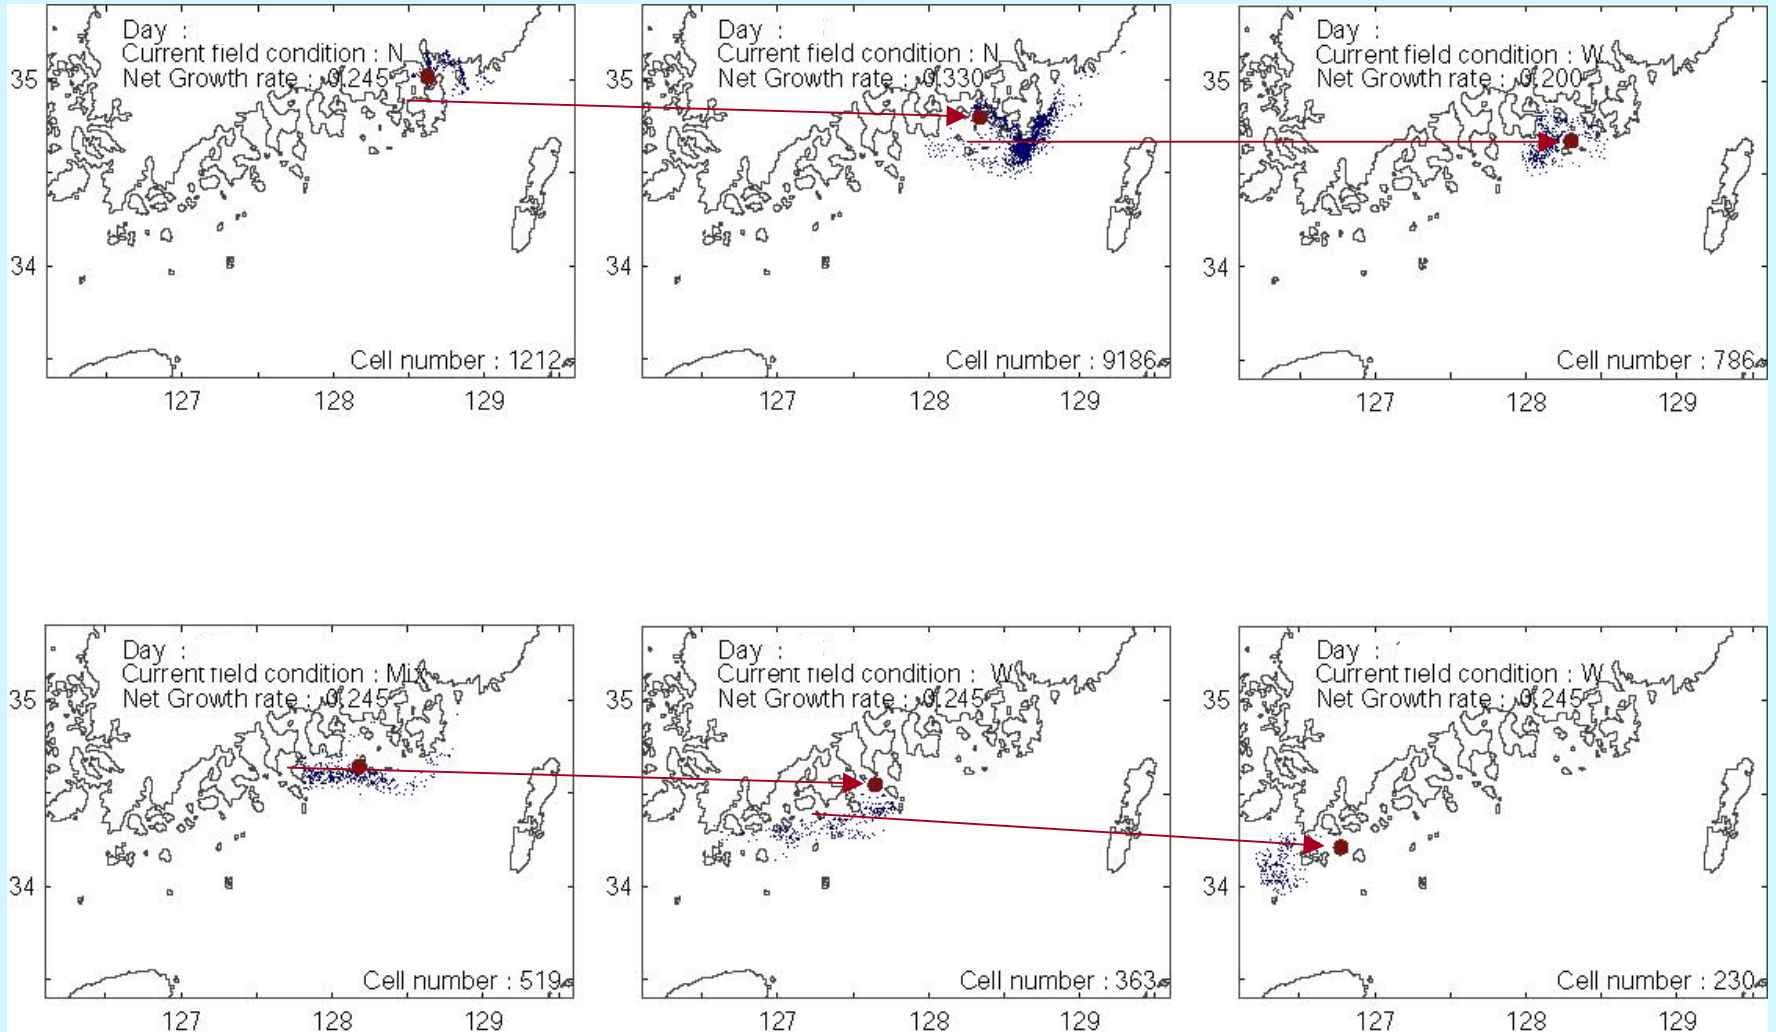 Day :
Current field condition : N
Net Growth rate : 0.245
35
34
Cell number : 1212
127 128 129
Day :
Current field condition : N
Net Growth rate : 0.330
35
34
Cell number : 9186
127 128 129
Day :
Current field condition : W
Net Growth rate : 0.200
35
34
Cell number : 786
127 128 129
Day :
Current field condition : Mix
Net Growth rate : 0.245
35
34
Cell number : 519
127 128 129
Day :
Current field condition : W
Net Growth rate : 0.245
35
34
Cell number : 363
127 128 129
Day :
Current field condition : W
Net Growth rate : 0.245
35
34
Cell number : 230
127 128 129